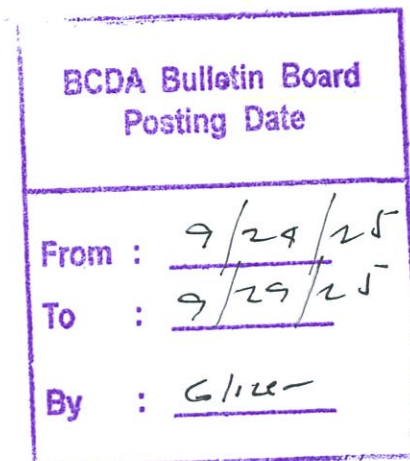 BCDA Bulletin Board
Posting Date
From : 9/24/25
To : 9/29/25
By :